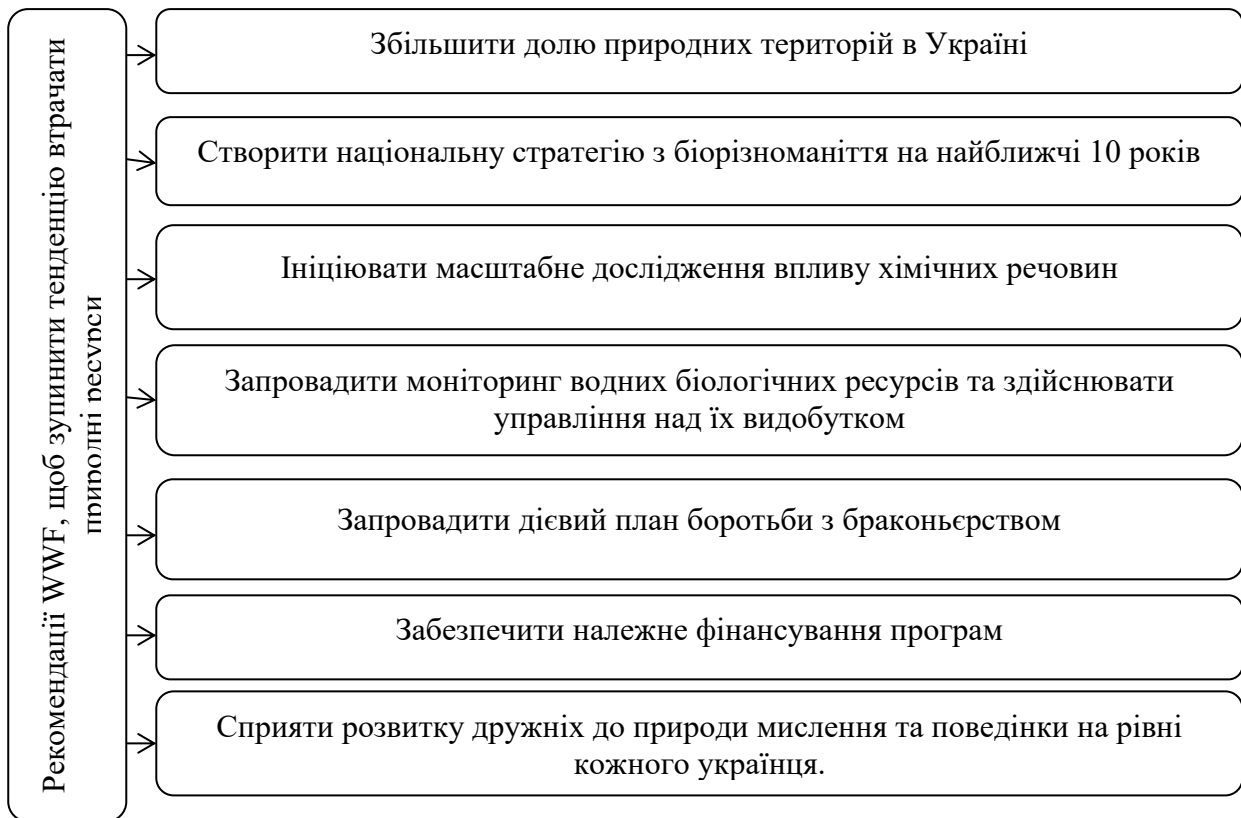 Рекомендації WWF, щоб зупинити тенденцію втрачати
природні ресурси
Збільшити долю природних територій в Україні
Створити національну стратегію з біорізноманіття на найближчі 10 років
Ініціювати масштабне дослідження впливу хімічних речовин
Запровадити моніторинг водних біологічних ресурсів та здійснювати
управління над їх видобутком
Запровадити дієвий план боротьби з браконьєрством
Забезпечити належне фінансування програм
Сприяти розвитку дружніх до природи мислення та поведінки на рівні
кожного українця.